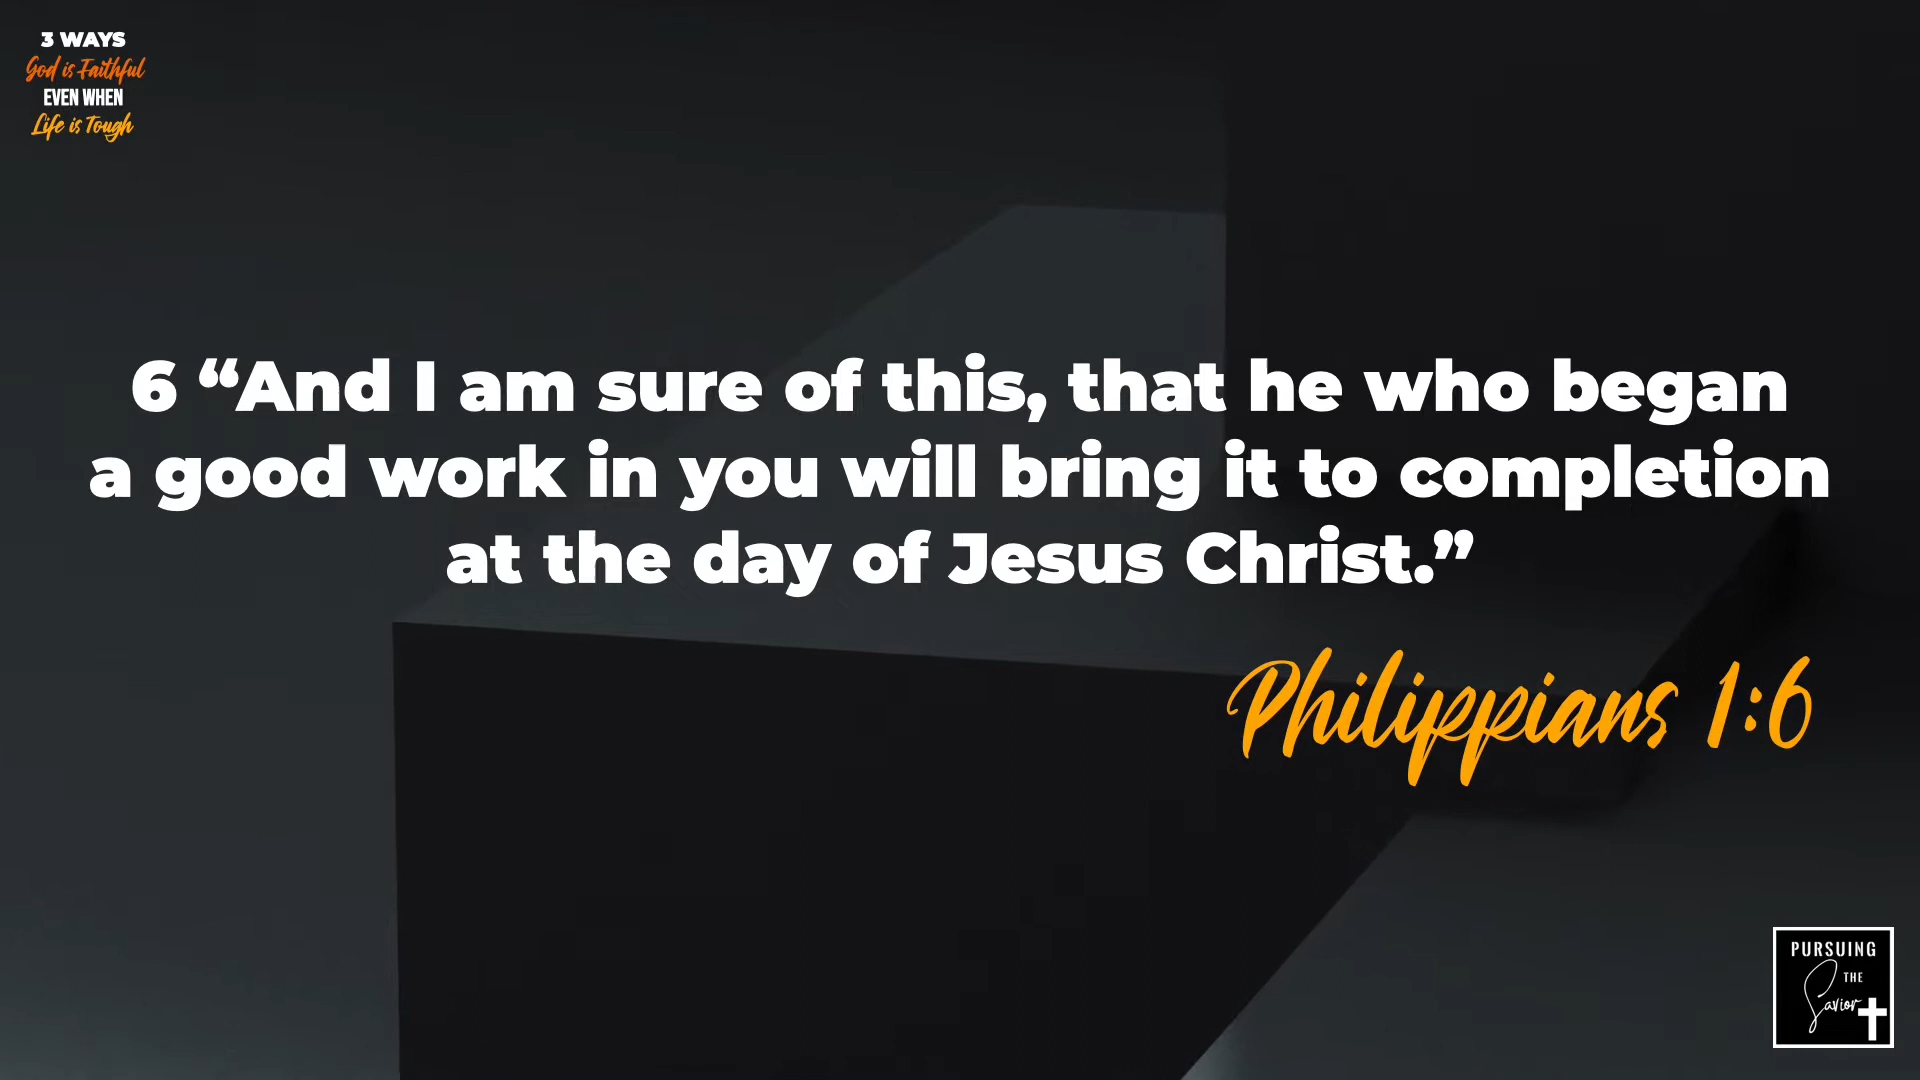 3 WAYS
God is Faithful
EVEN WHEN
Life is Tough
6 “And I am sure of this, that he who began
a good work in you will bring it to completion
at the day of Jesus Christ.”
Philippians 1:6
PURSUING
THE
Savior